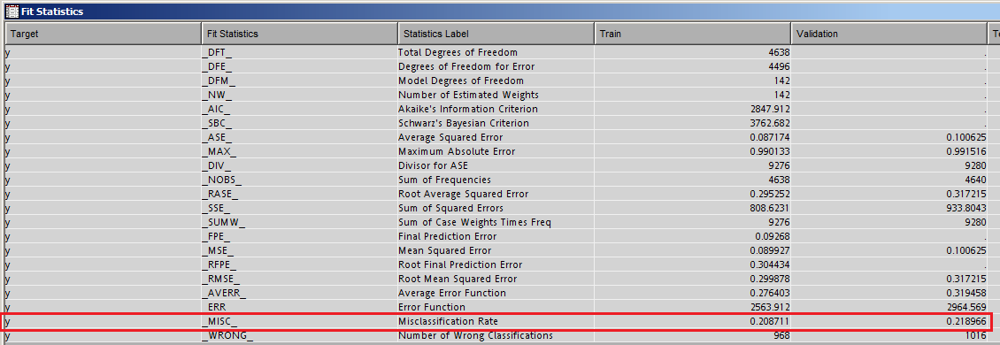 Fit Statistics
Target Fit Statistics Statistics Label Train Validation Te
y _DFT_ Total Degrees of Freedom 4638 .
y _DFE_ Degrees of Freedom for Error 4496 .
y _DFM_ Model Degrees of Freedom 142 .
y _NW_ Number of Estimated Weights 142 .
y _AIC_ Akaike's Information Criterion 2847.912 .
y _SBC_ Schwarz's Bayesian Criterion 3762.682 .
y _ASE_ Average Squared Error 0.087174 0.100625
y _MAX_ Maximum Absolute Error 0.990133 0.991516
y _DIV_ Divisor for ASE 9276 9280
y _NOBS_ Sum of Frequencies 4638 4640
y _RASE_ Root Average Squared Error 0.295252 0.317215
y _SSE_ Sum of Squared Errors 808.6231 933.8043
y _SUMW_ Sum of Case Weights Times Freq 9276 9280
y _FPE_ Final Prediction Error 0.09268 .
y _MSE_ Mean Squared Error 0.089927 0.100625
y _RFPE_ Root Final Prediction Error 0.304434 .
y _RMSE_ Root Mean Squared Error 0.299878 0.317215
y _AVERR_ Average Error Function 0.276403 0.319458
y _ERR_ Error Function 2563.912 2964.569
y _MISC_ Misclassification Rate 0.208711 0.218966
y _WRONG_ Number of Wrong Classifications 968 1016